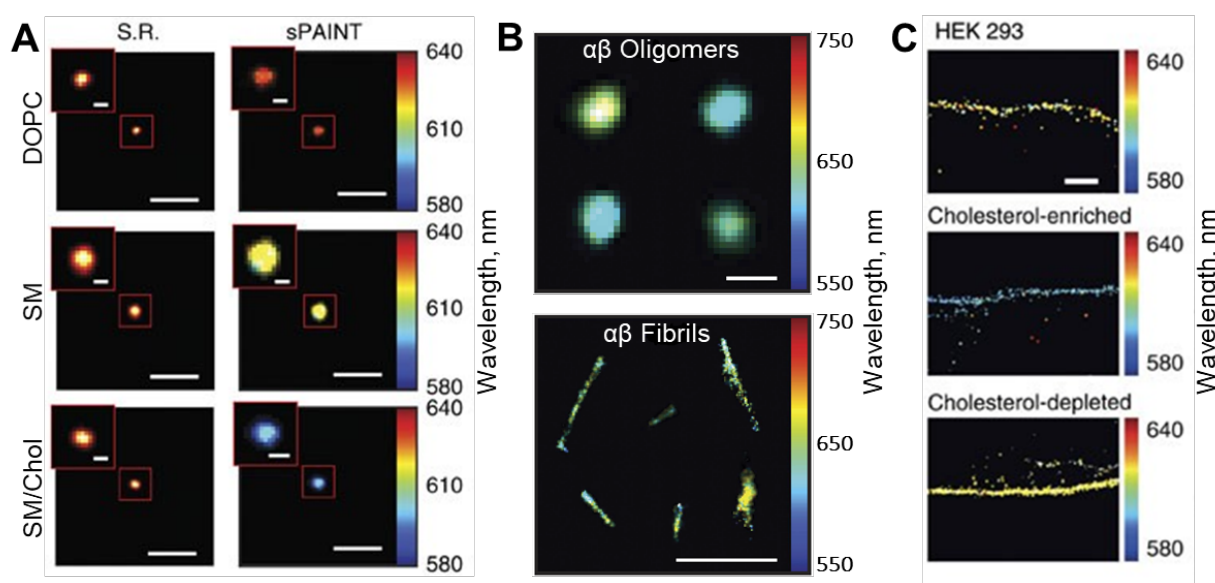 A
S.R.
sPAINT
DOPC
640
610
580
SM
640
610
580
SM/Chol
640
610
580
Wavelength, nm
B
αβ Oligomers
750
650
550
αβ Fibrils
750
650
550
Wavelength, nm
C
HEK 293
640
580
Cholesterol-enriched
640
580
Cholesterol-depleted
640
580
Wavelength, nm